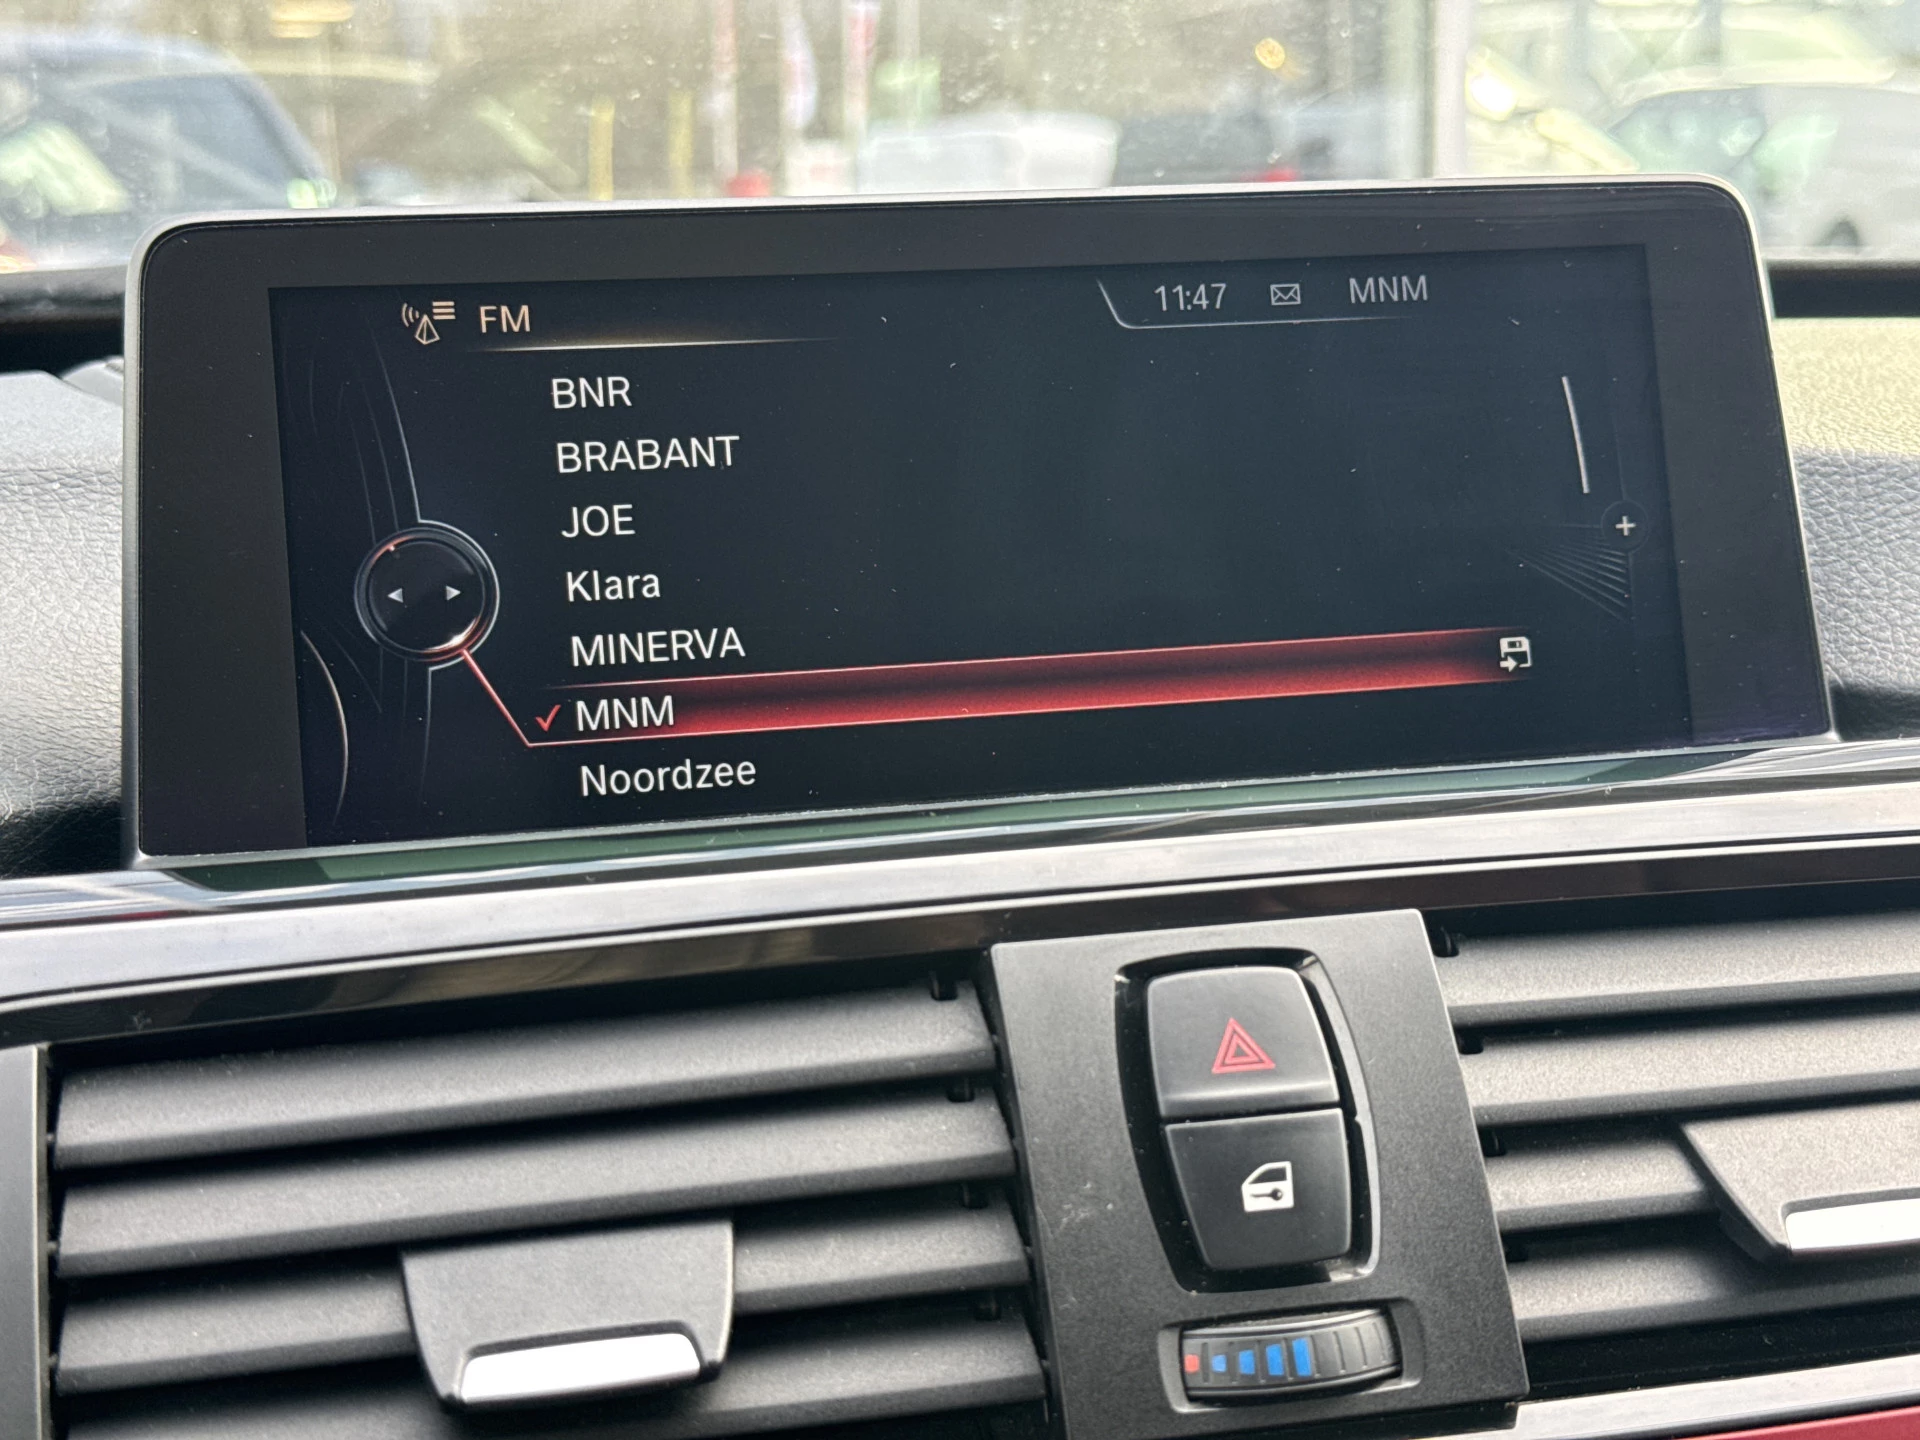 FM
11:47 MNM
BNR
BRABANT
JOE
Klara
MINERVA
MNM
Noordzee